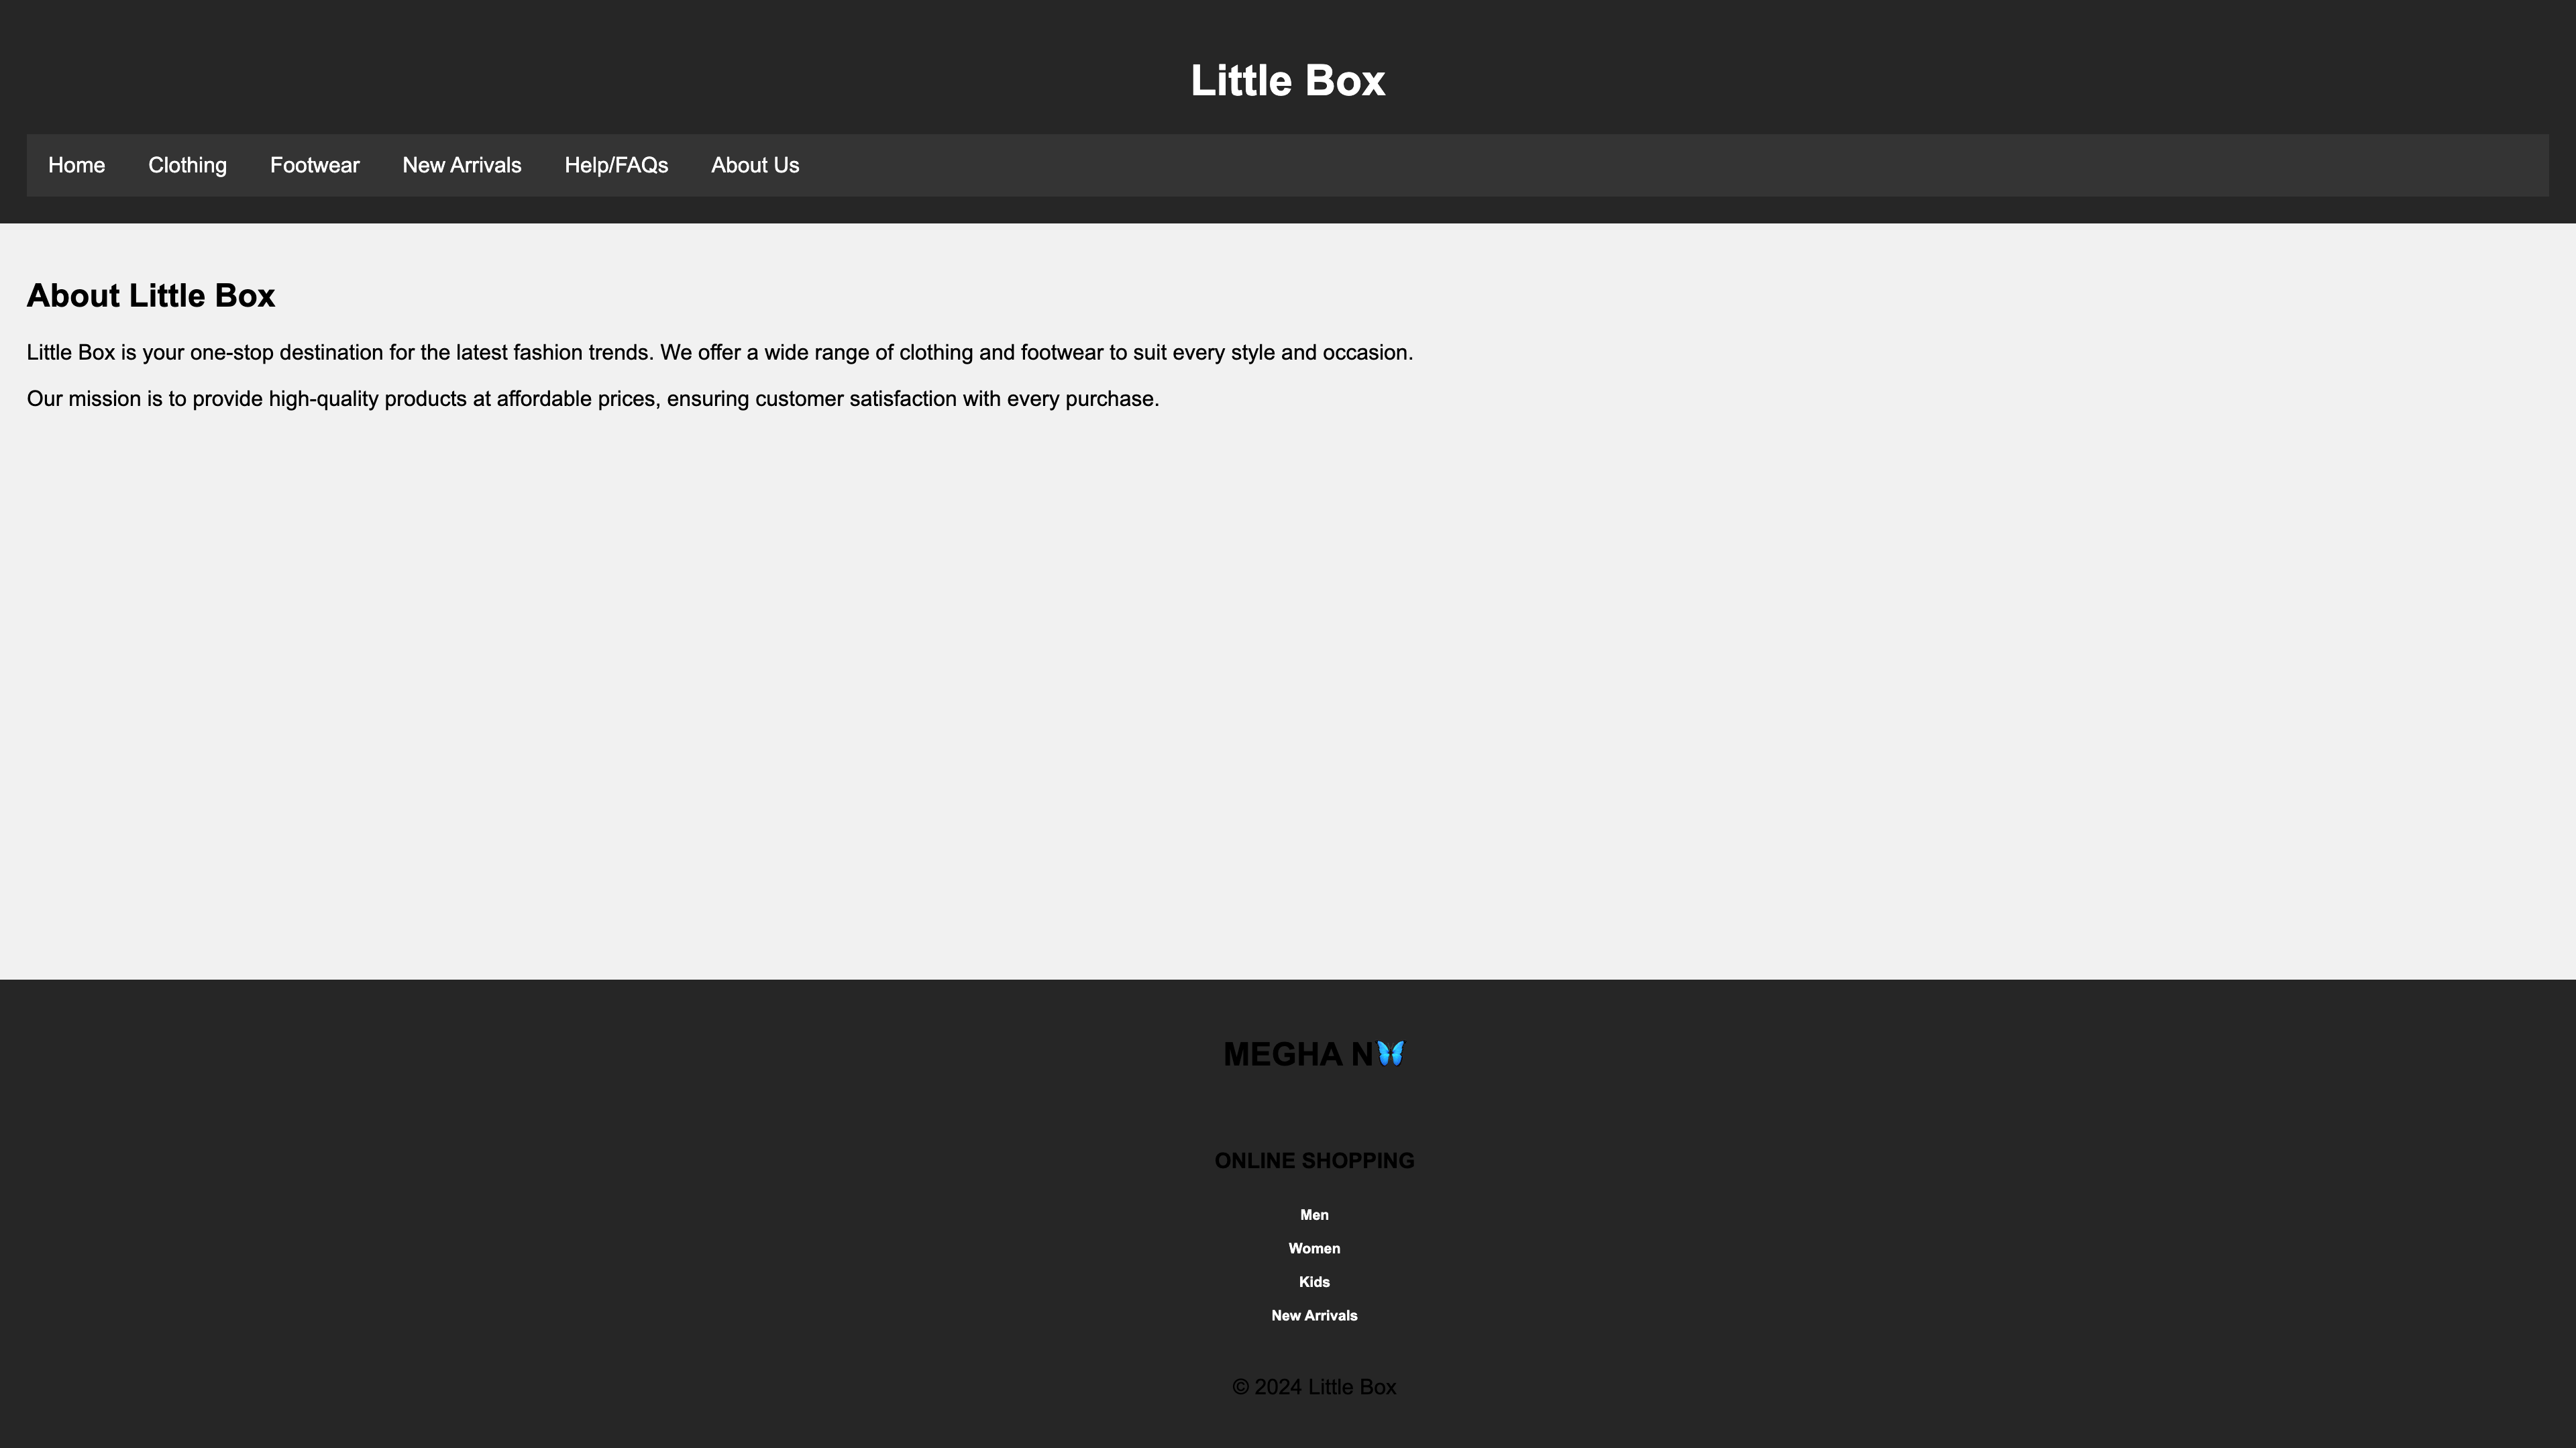 Little Box
Home Clothing Footwear New Arrivals Help/FAQs About Us
About Little Box
Little Box is your one-stop destination for the latest fashion trends. We offer a wide range of clothing and footwear to suit every style and occasion.
Our mission is to provide high-quality products at affordable prices, ensuring customer satisfaction with every purchase.
MEGHA N🦋
ONLINE SHOPPING
Men
Women
Kids
New Arrivals
© 2024 Little Box